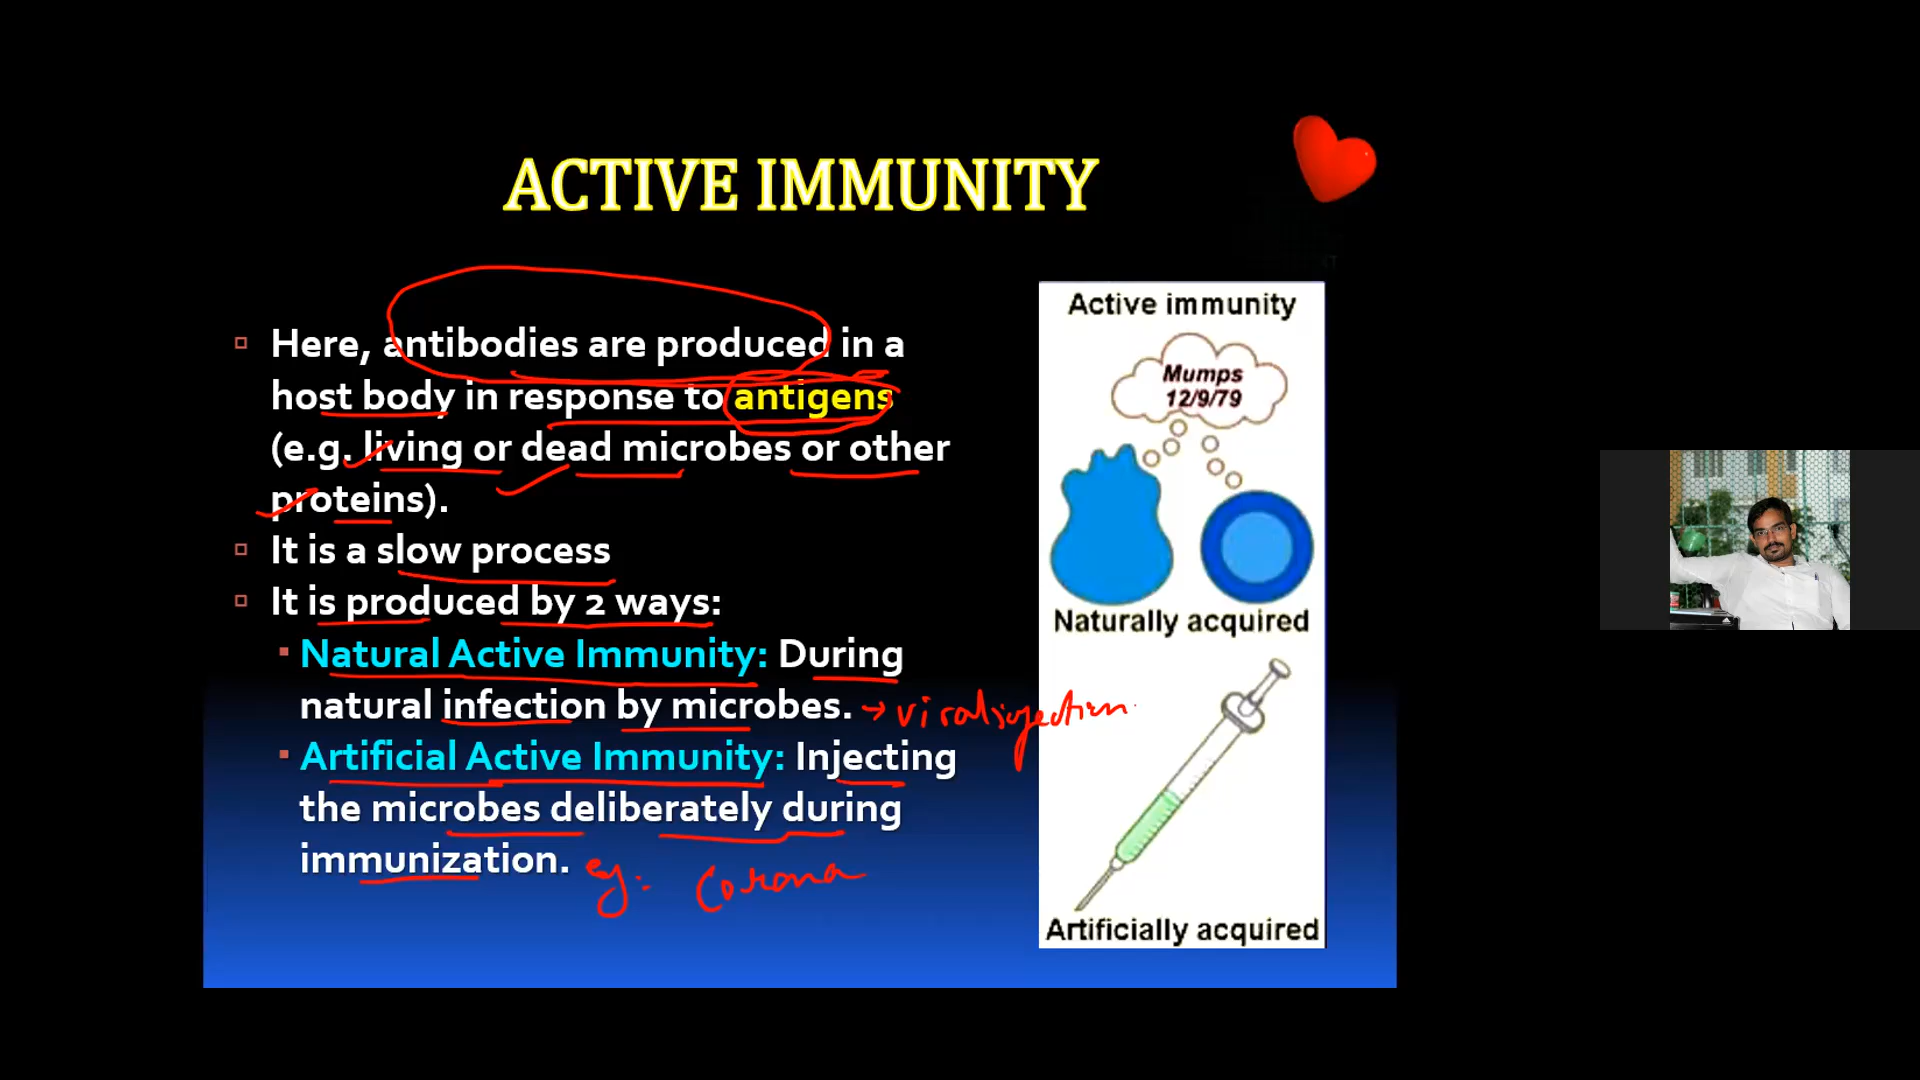 ACTIVE IMMUNITY
Here, antibodies are produced in a
host body in response to antigens
(e.g. living or dead microbes or other
proteins).
It is a slow process
It is produced by 2 ways:
Natural Active Immunity: During
natural infection by microbes. → viral
Artificial Active Immunity: Injecting
the microbes deliberately during
immunization. eg: Corona
Active immunity
Mumps
12/9/79
Naturally acquired
Artificially acquired